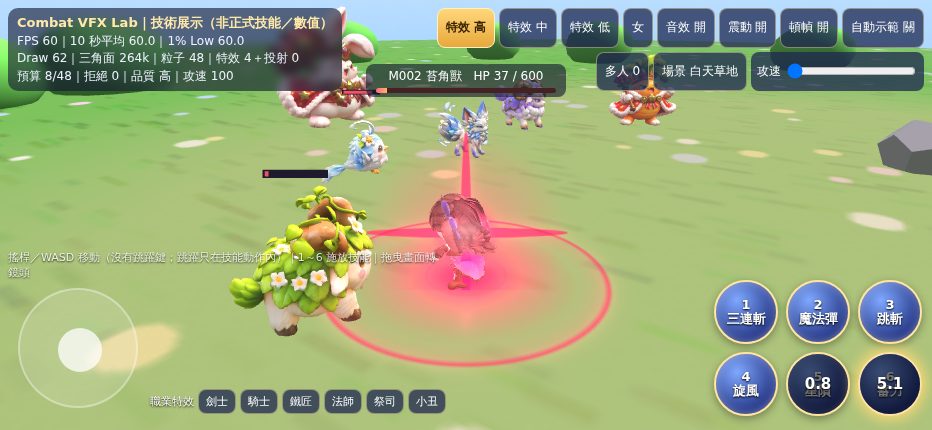 Combat VFX Lab｜技術展示（非正式技能／數值）
FPS 60｜10 秒平均 60.0｜1% Low 60.0
Draw 62｜三角面 264k｜粒子 48｜特效 4＋投射 0
預算 8/48｜拒絕 0｜品質 高｜攻速 100
特效 高
特效 中
特效 低
女
音效 開
震動 開
頓幀 開
自動示範 關
多人 0
場景 白天草地
攻速
M002 苔角獸 HP 37 / 600
搖桿／WASD 移動（沒有跳躍鍵；跳躍只在技能動作內）｜1～6 施放技能｜拖曳畫面轉
鏡頭
1
三連斬
2
魔法彈
3
跳斬
4
旋風
0.8
5.1
職業特效
劍士
騎士
鐵匠
法師
祭司
小丑